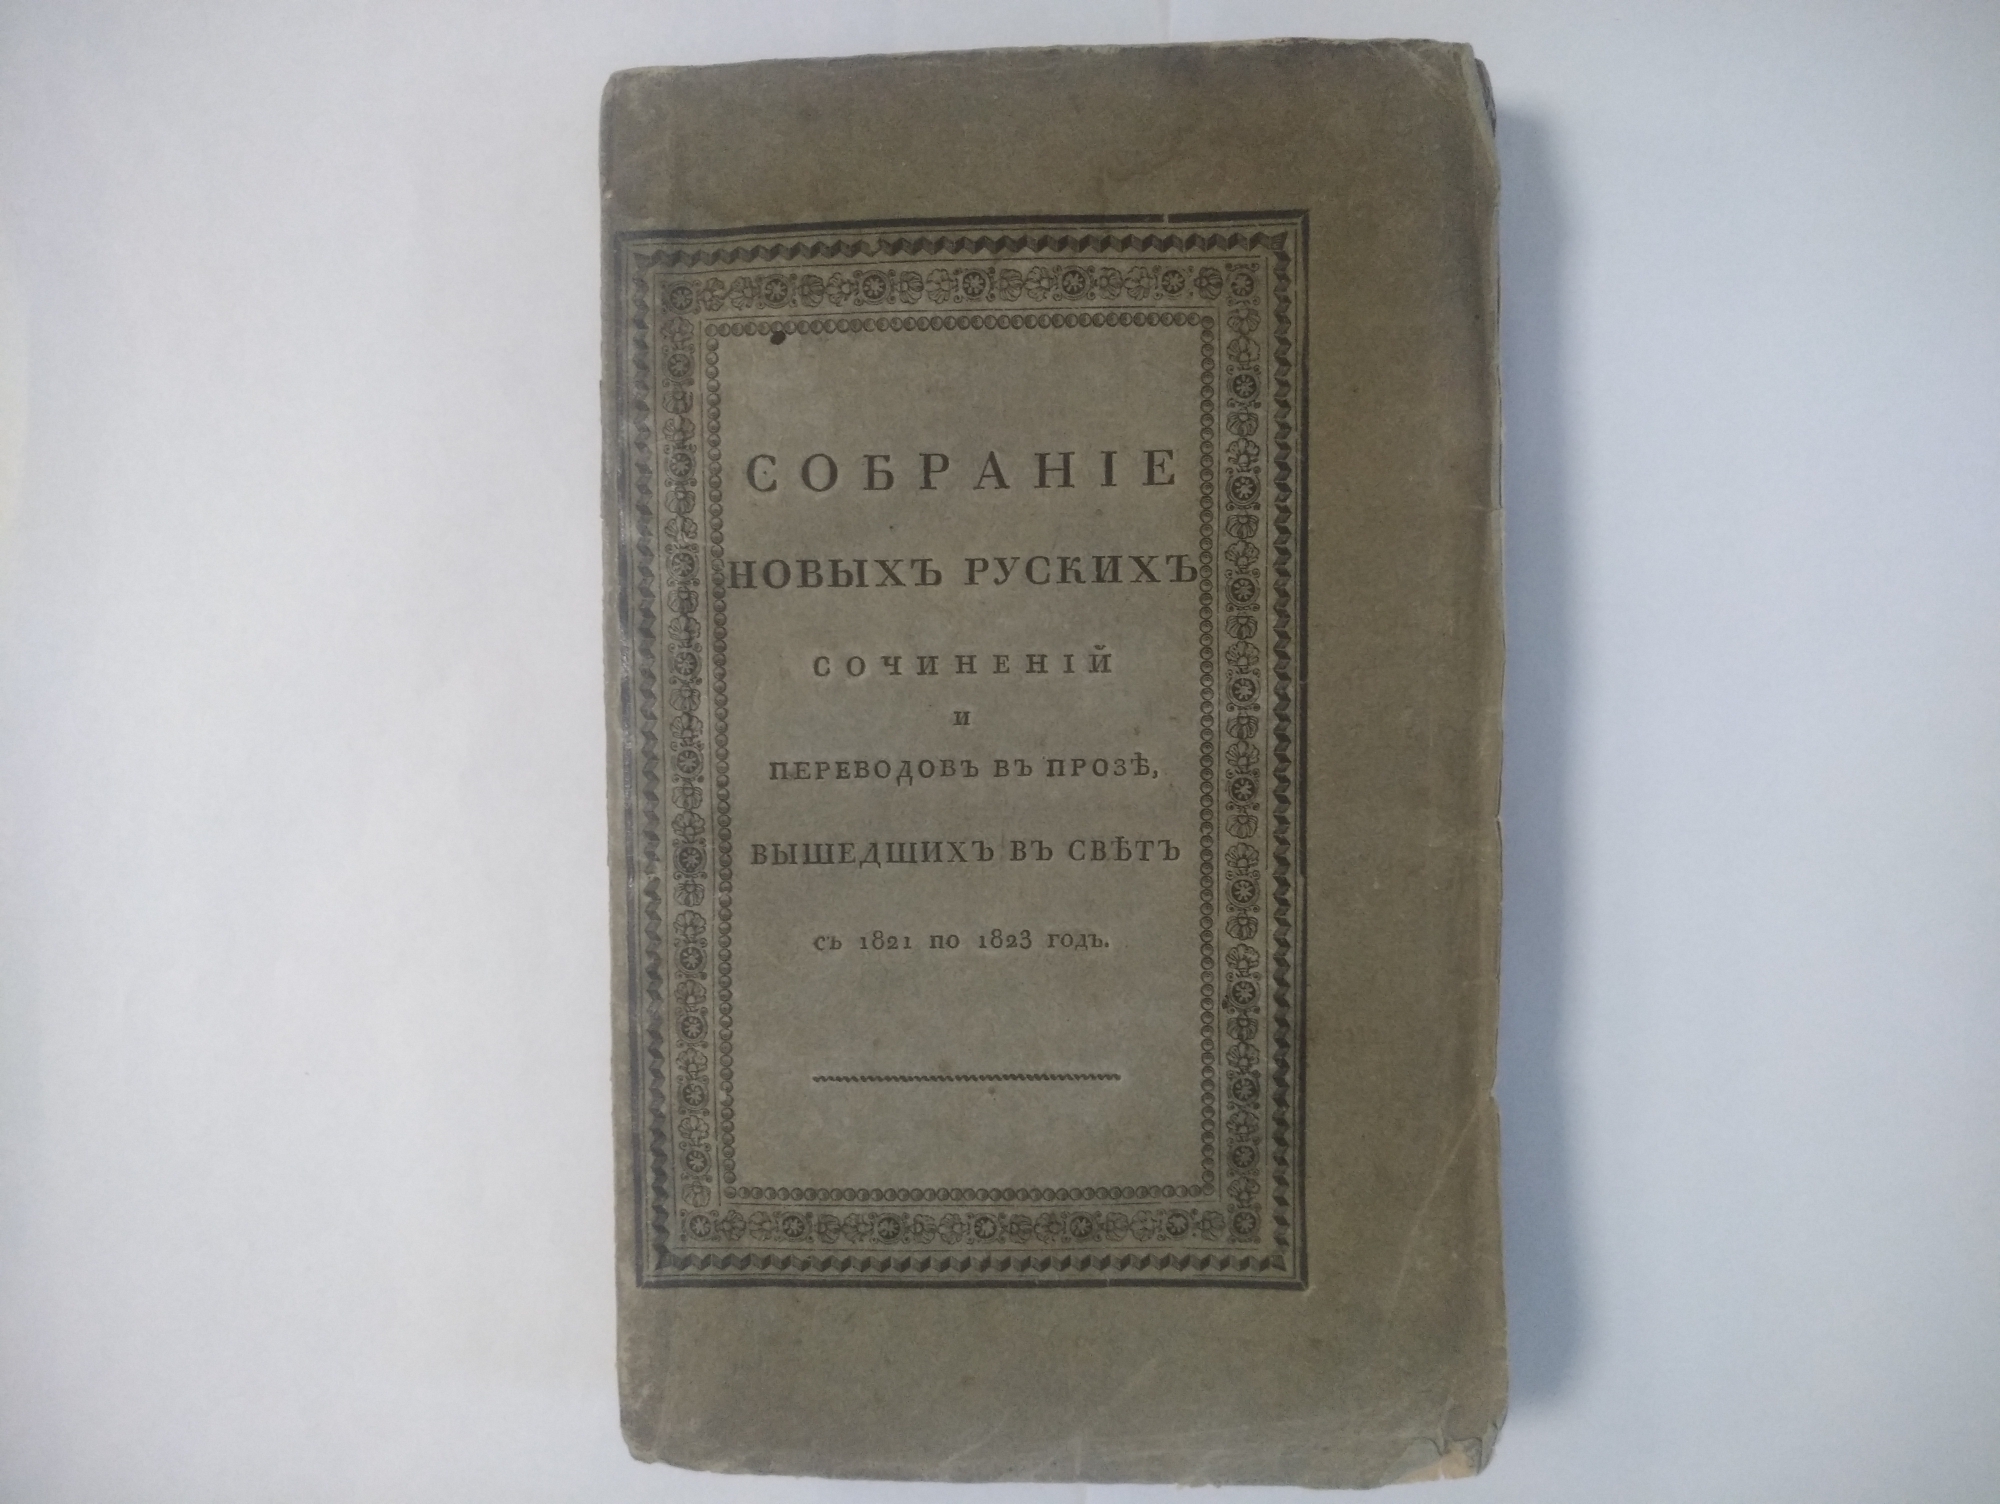 СОБРАНІЕ
НОВЫХЪ РУСКИХЪ
СОЧИНЕНІЙ
И
ПЕРЕВОДОВЪ ВЪ ПРОЗѢ,
ВЫШЕДШИХЪ ВЪ СВѢТЪ
съ 1821 по 1823 годъ.